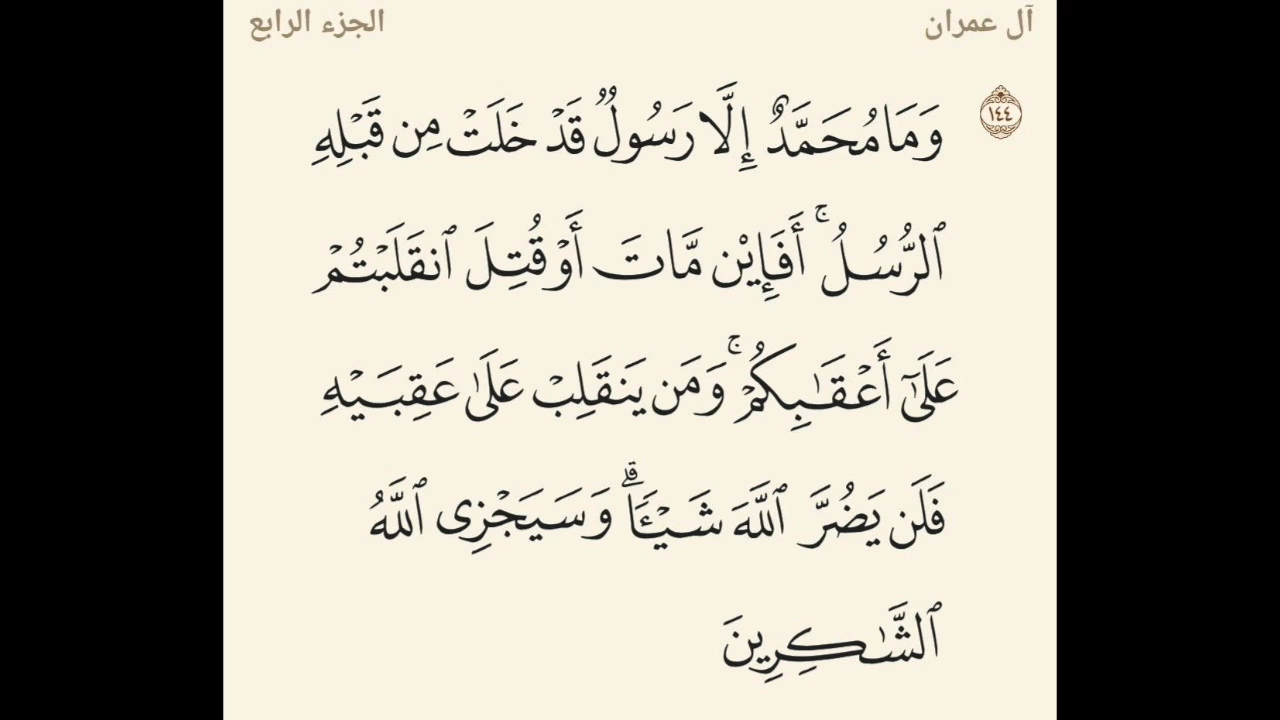 آل عمران الجزء الرابع
١٤٤ وَمَا مُحَمَّدٌ إِلَّا رَسُولٌ قَدْ خَلَتْ مِن قَبْلِهِ
ٱلرُّسُلُ ۚ أَفَإِيْن مَّاتَ أَوْ قُتِلَ ٱنقَلَبْتُمْ
عَلَىٰٓ أَعْقَـٰبِكُمْ ۚ وَمَن يَنقَلِبْ عَلَىٰ عَقِبَيْهِ
فَلَن يَضُرَّ ٱللَّهَ شَيْـًٔا ۗ وَسَيَجْزِى ٱللَّهُ
ٱلشَّـٰكِرِينَ